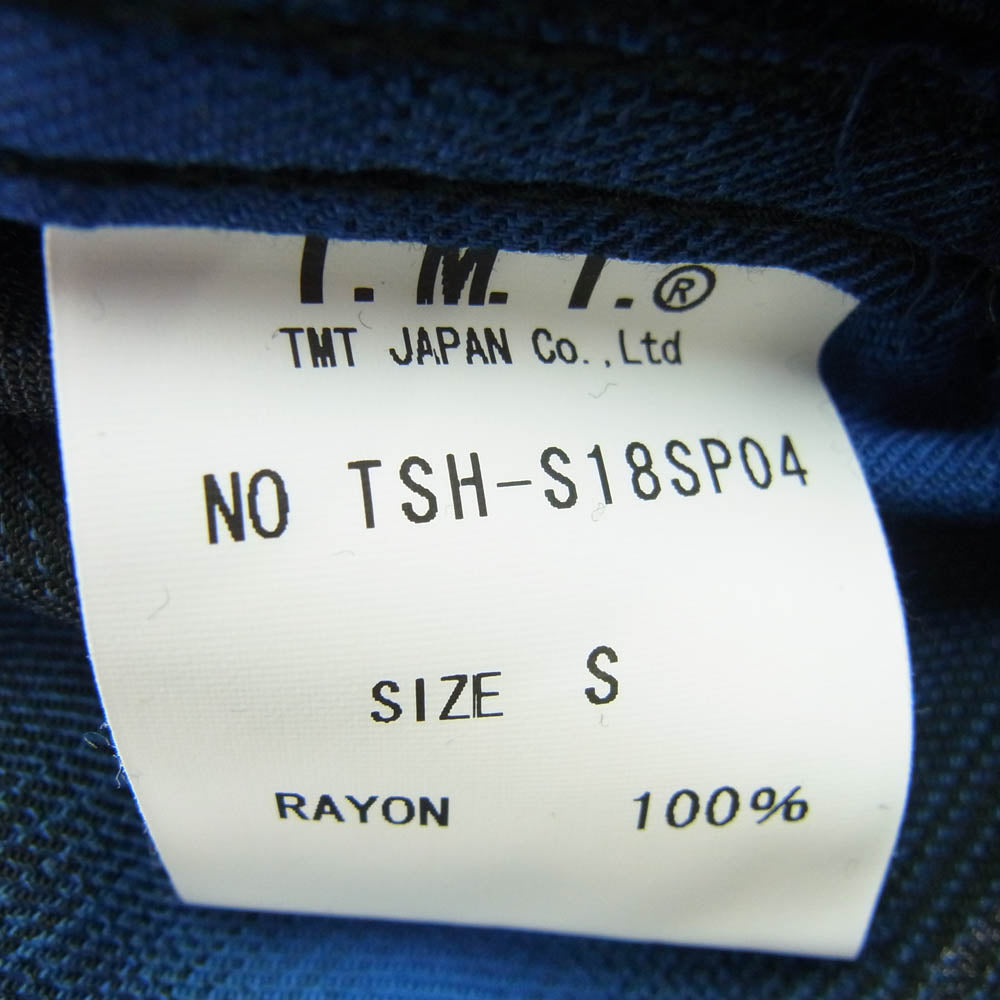 T.M.T.®
TMT JAPAN Co.,Ltd
NO TSH-S18SP04
SIZE S
RAYON 100%